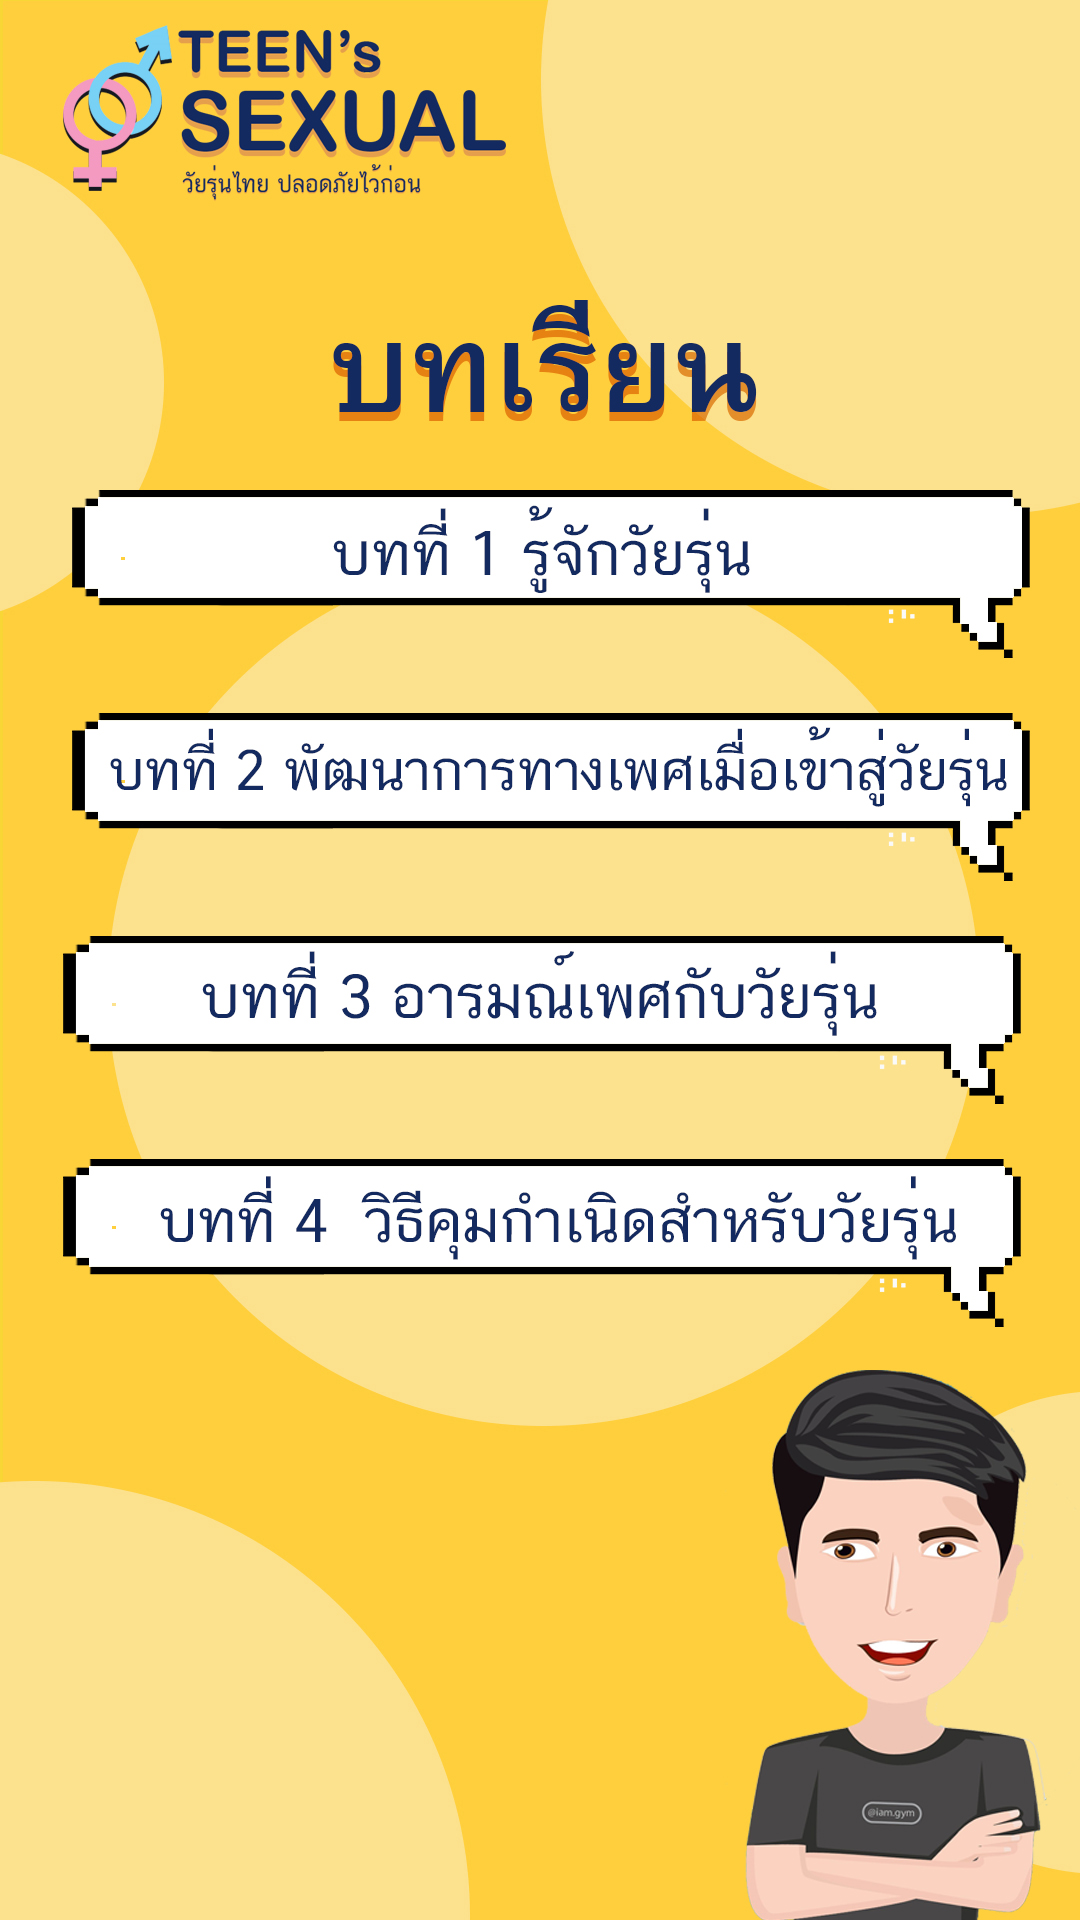 TEEN's
SEXUAL
วัยรุ่นไทย ปลอดภัยไว้ก่อน
บทเรียน
บทที่ 1 รู้จักวัยรุ่น
บทที่ 2 พัฒนาการทางเพศเมื่อเข้าสู่วัยรุ่น
บทที่ 3 อารมณ์เพศกับวัยรุ่น
บทที่ 4 วิธีคุมกำเนิดสำหรับวัยรุ่น
@iam.gym